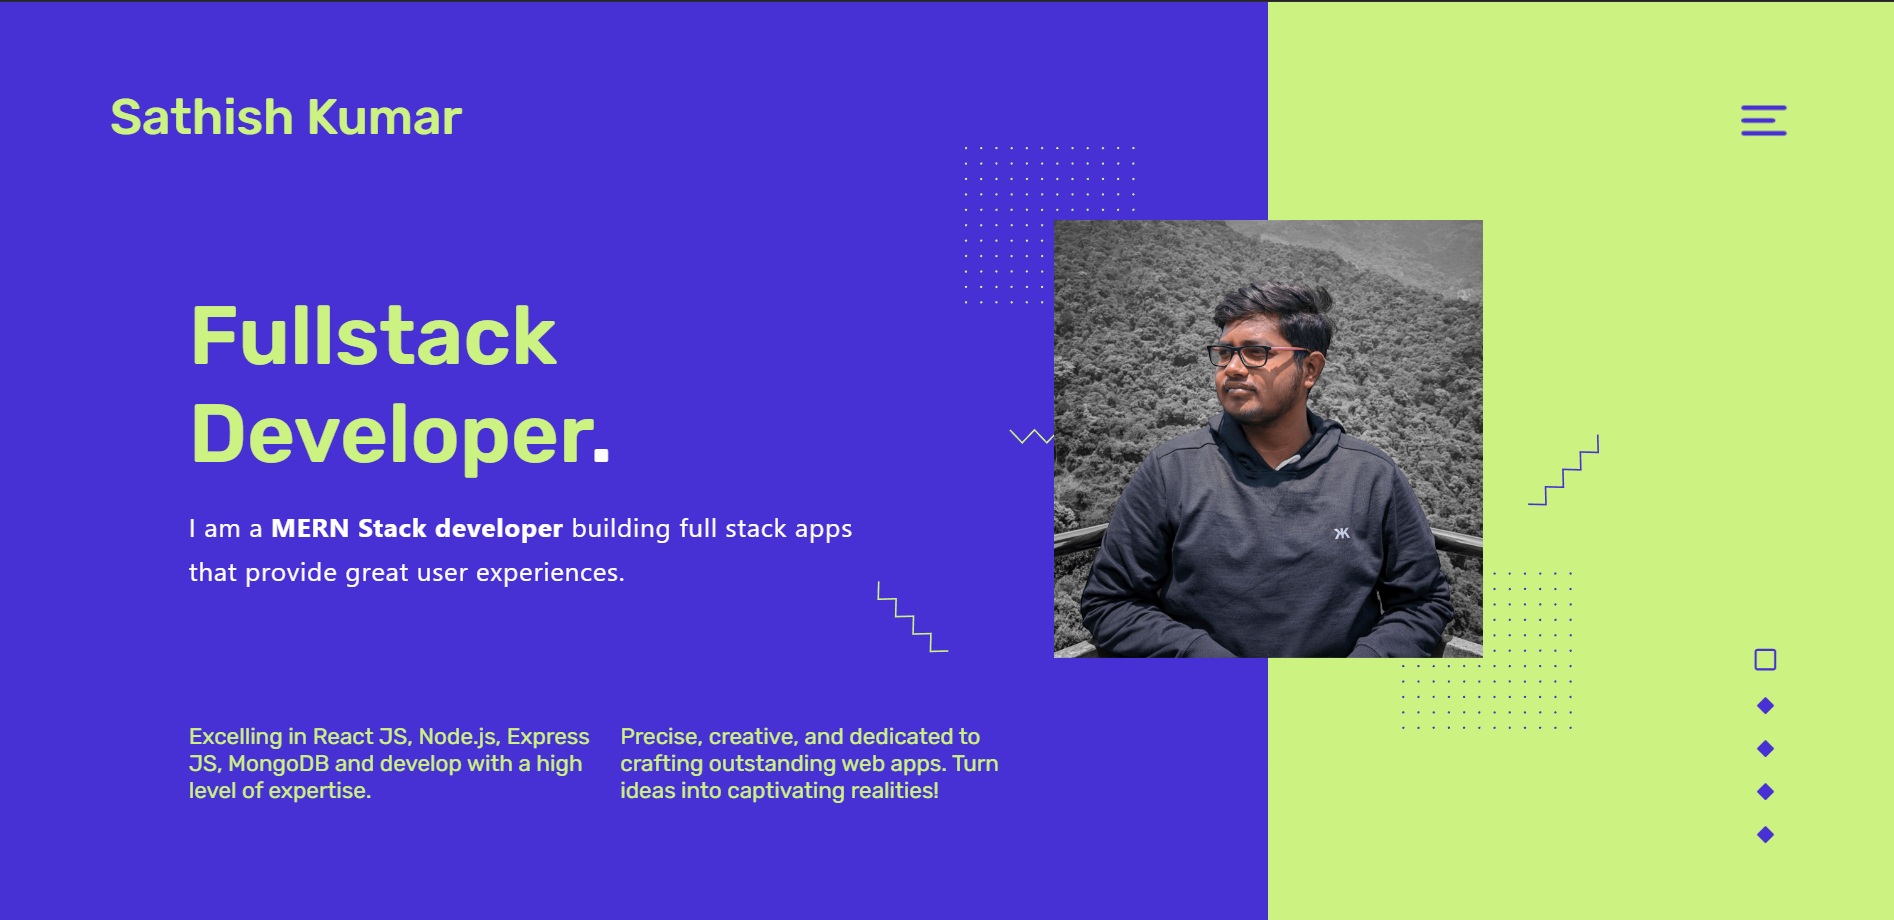 Sathish Kumar
Fullstack
Developer.
I am a MERN Stack developer building full stack apps
that provide great user experiences.
Excelling in React JS, Node.js, Express
JS, MongoDB and develop with a high
level of expertise.
Precise, creative, and dedicated to
crafting outstanding web apps. Turn
ideas into captivating realities!